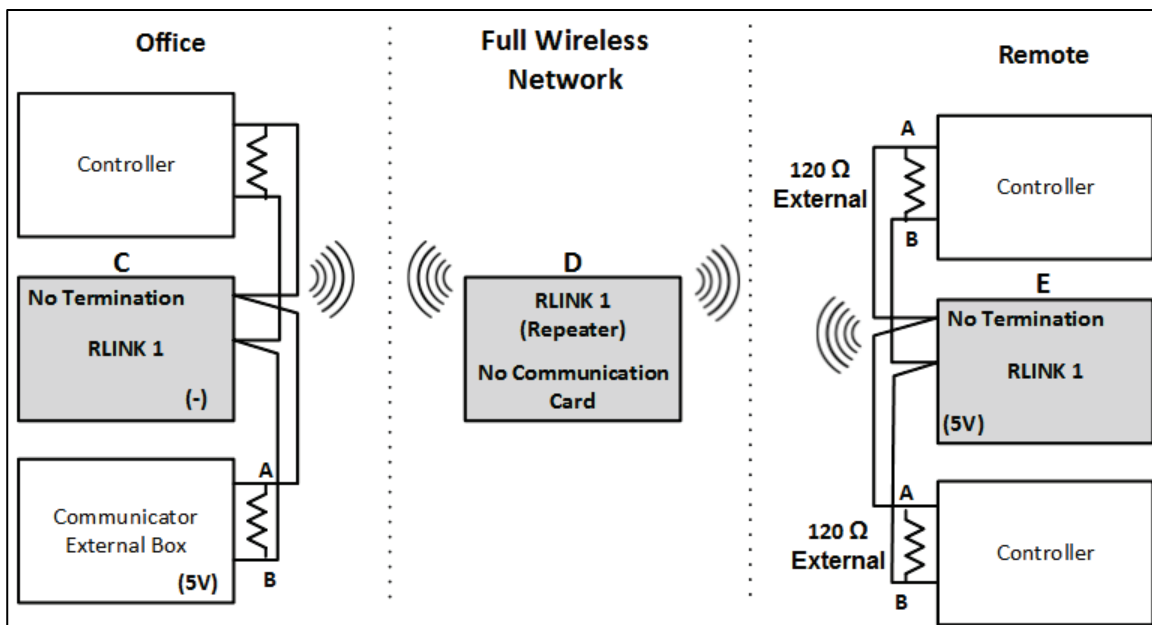 Office
Controller
C
No Termination
RLINK 1
(-)
A
Communicator
External Box
(5V)
B
Full Wireless
Network
D
RLINK 1
(Repeater)
No Communication
Card
Remote
A
120 Ω
External
Controller
B
E
No Termination
RLINK 1
(5V)
A
120 Ω
External
Controller
B